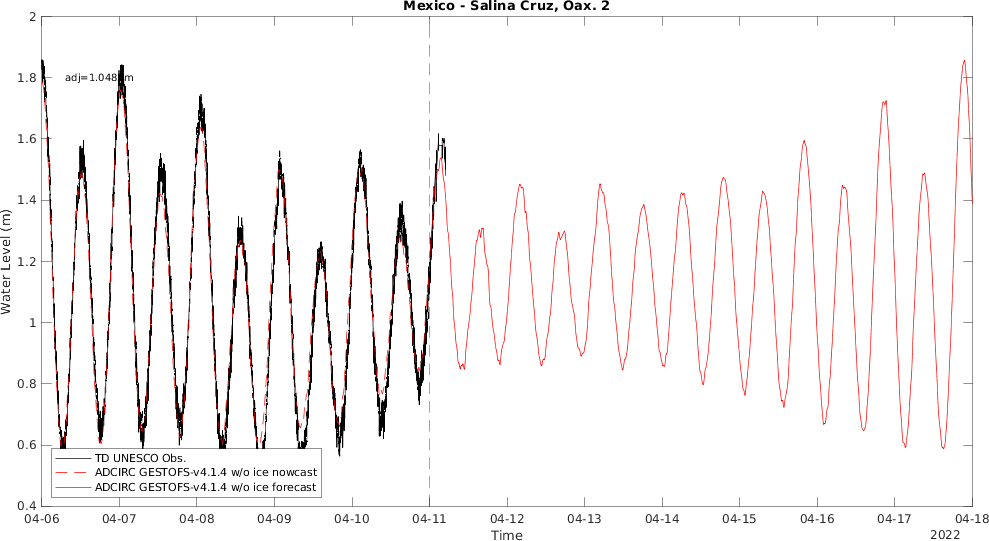 Mexico - Salina Cruz, Oax. 2
2
1.8
1.6
1.4
1.2
1
0.8
0.6
0.4
Water Level (m)
adj=1.048 m
TD UNESCO Obs.
ADCIRC GESTOFS-v4.1.4 w/o ice nowcast
ADCIRC GESTOFS-v4.1.4 w/o ice forecast
04-06 04-07 04-08 04-09 04-10 04-11 04-12 04-13 04-14 04-15 04-16 04-17 04-18
Time
2022